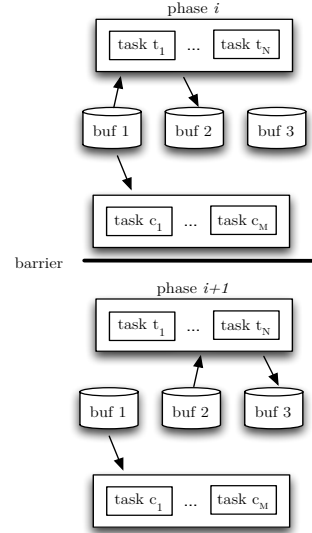 phase i
task t1 ... task tN
buf 1 buf 2 buf 3
task c1 ... task cM
barrier
phase i+1
task t1 ... task tN
buf 1 buf 2 buf 3
task c1 ... task cM